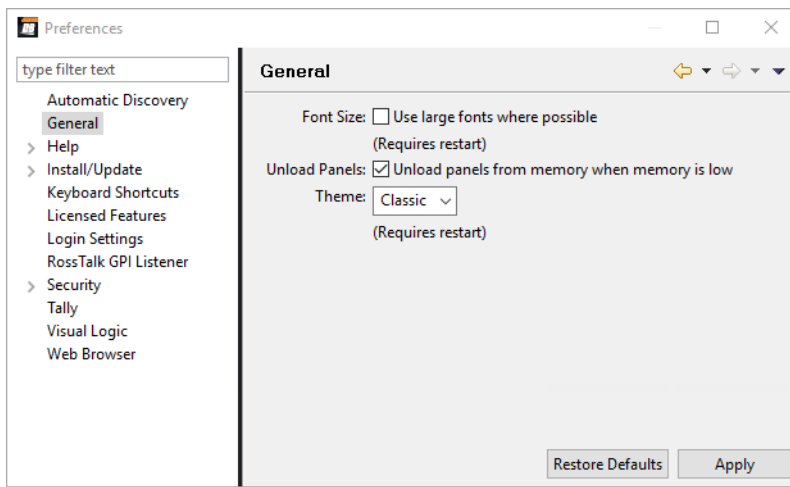 Preferences
type filter text
Automatic Discovery
General
Help
Install/Update
Keyboard Shortcuts
Licensed Features
Login Settings
RossTalk GPI Listener
Security
Tally
Visual Logic
Web Browser
General
Font Size: Use large fonts where possible
(Requires restart)
Unload Panels: Unload panels from memory when memory is low
Theme: Classic
(Requires restart)
Restore Defaults Apply